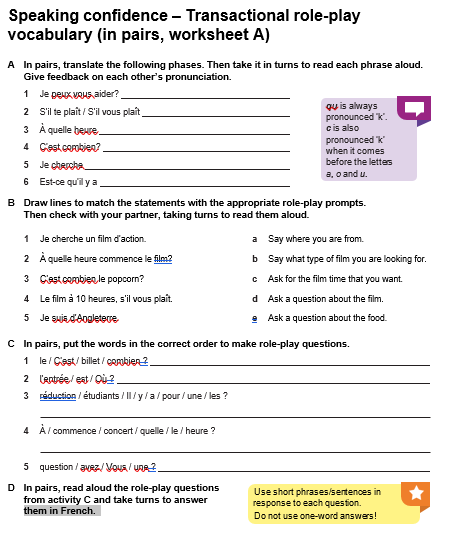 Speaking confidence – Transactional role-play
vocabulary (in pairs, worksheet A)
A In pairs, translate the following phases. Then take it in turns to read each phrase aloud.
Give feedback on each other's pronunciation.
1 Je peux vous aider?
2 S'il te plaît / S'il vous plaît
3 À quelle heure
4 C'est combien?
5 Je cherche
6 Est-ce qu'il y a
qu is always
pronounced 'k'.
c is also
pronounced 'k'
when it comes
before the letters
a, o and u.
B Draw lines to match the statements with the appropriate role-play prompts.
Then check with your partner, taking turns to read them aloud.
1 Je cherche un film d'action. a Say where you are from.
2 À quelle heure commence le film? b Say what type of film you are looking for.
3 C'est combien le popcorn? c Ask for the film time that you want.
4 Le film à 10 heures, s'il vous plaît. d Ask a question about the film.
5 Je suis d'Angleterre. e Ask a question about the food.
C In pairs, put the words in the correct order to make role-play questions.
1 le / C'est / billet / combien ?
2 l'entrée / est / Où ?
3 réduction / étudiants / Il / y / a / pour / une / les ?
4 À / commence / concert / quelle / le / heure ?
5 question / avez / Vous / une ?
D In pairs, read aloud the role-play questions
from activity C and take turns to answer
them in French.
Use short phrases/sentences in
response to each question.
Do not use one-word answers!